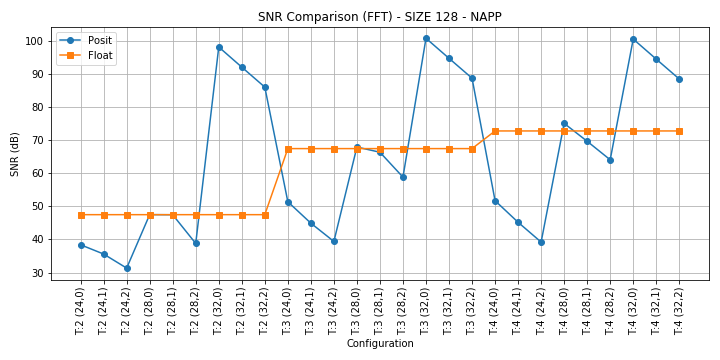 SNR Comparison (FFT) - SIZE 128 - NAPP
Posit
Float
SNR (dB)
100
90
80
70
60
50
40
30
T:2 (24,0)
T:2 (24,1)
T:2 (24,2)
T:2 (28,0)
T:2 (28,1)
T:2 (28,2)
T:2 (32,0)
T:2 (32,1)
T:2 (32,2)
T:3 (24,0)
T:3 (24,1)
T:3 (24,2)
T:3 (28,0)
T:3 (28,1)
T:3 (28,2)
T:3 (32,0)
T:3 (32,1)
T:3 (32,2)
T:4 (24,0)
T:4 (24,1)
T:4 (24,2)
T:4 (28,0)
T:4 (28,1)
T:4 (28,2)
T:4 (32,0)
T:4 (32,1)
T:4 (32,2)
Configuration